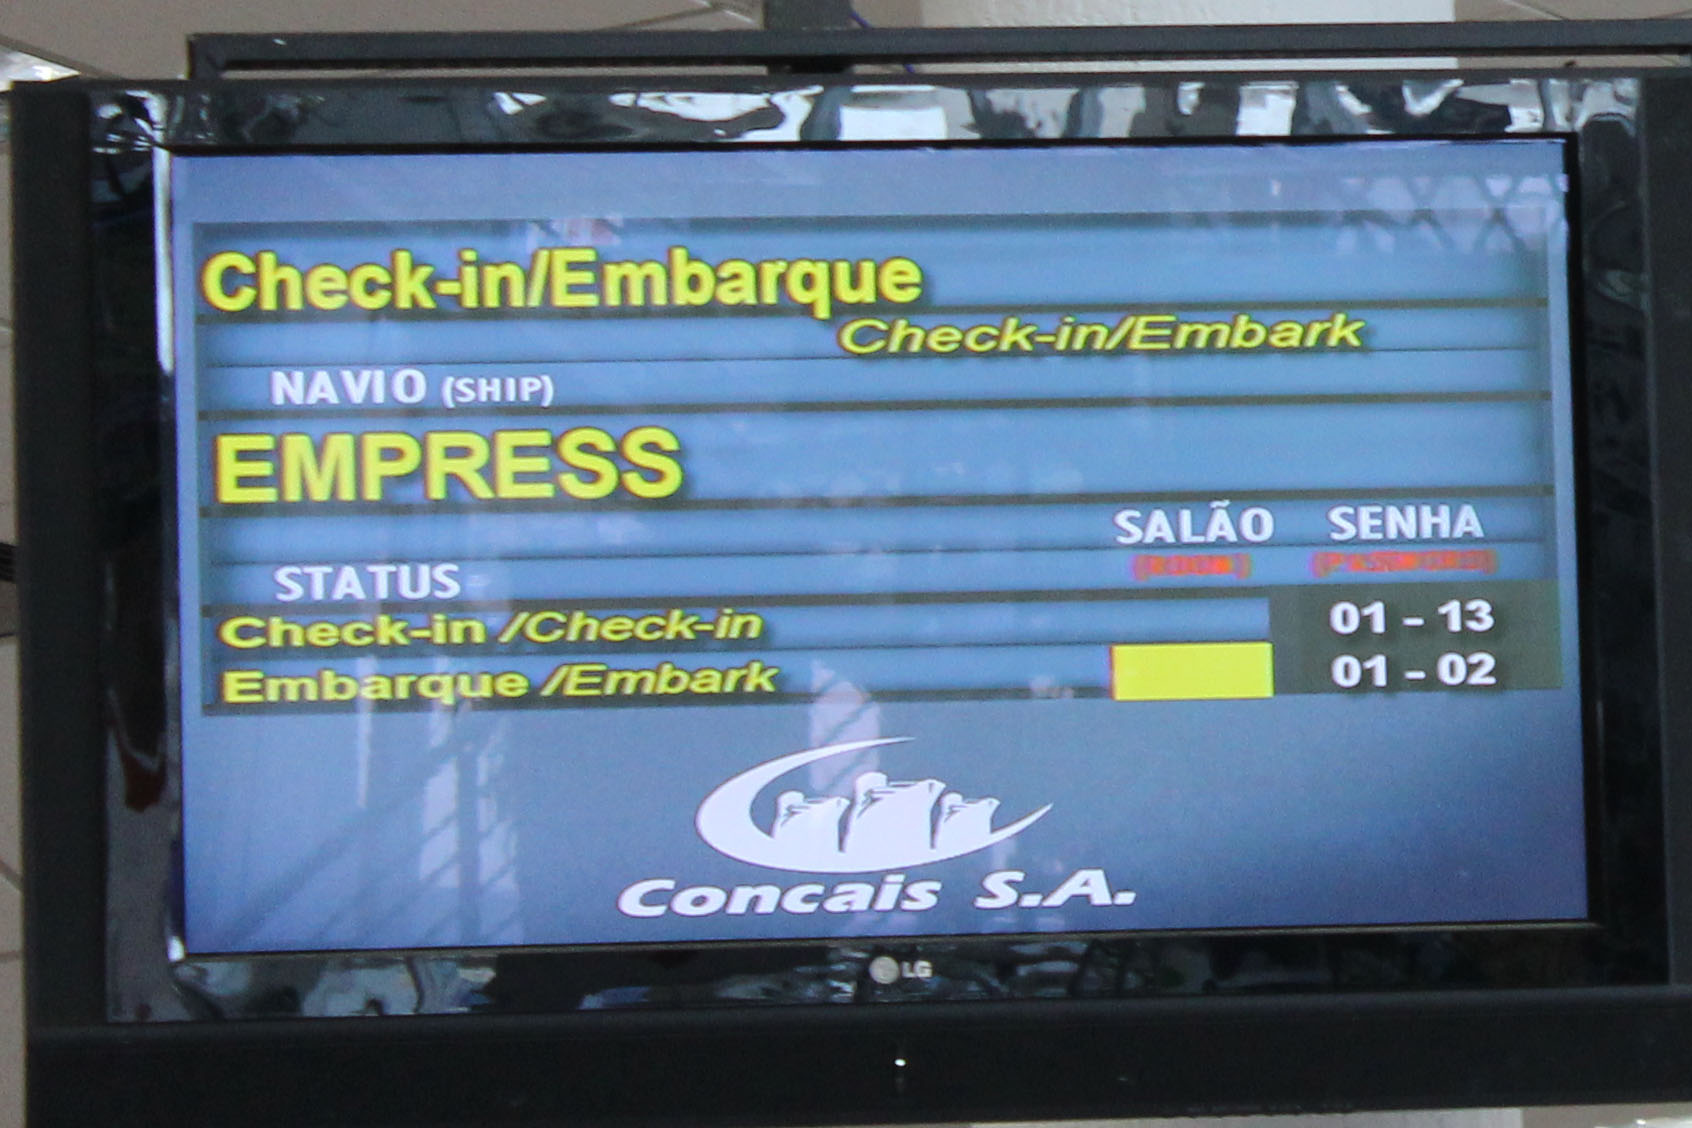 Check-in/Embarque
Check-in/Embark
NAVIO (SHIP)
EMPRESS
SALÃO SENHA
STATUS
Check-in /Check-in 01 - 13
Embarque /Embark 01 - 02
Concais S.A.
LG